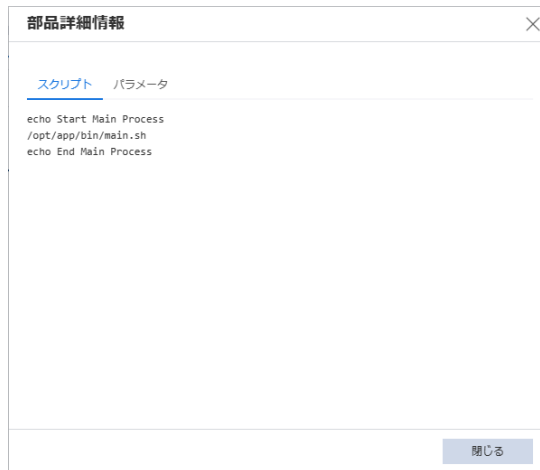 部品詳細情報
スクリプト パラメータ
echo Start Main Process
/opt/app/bin/main.sh
echo End Main Process
閉じる